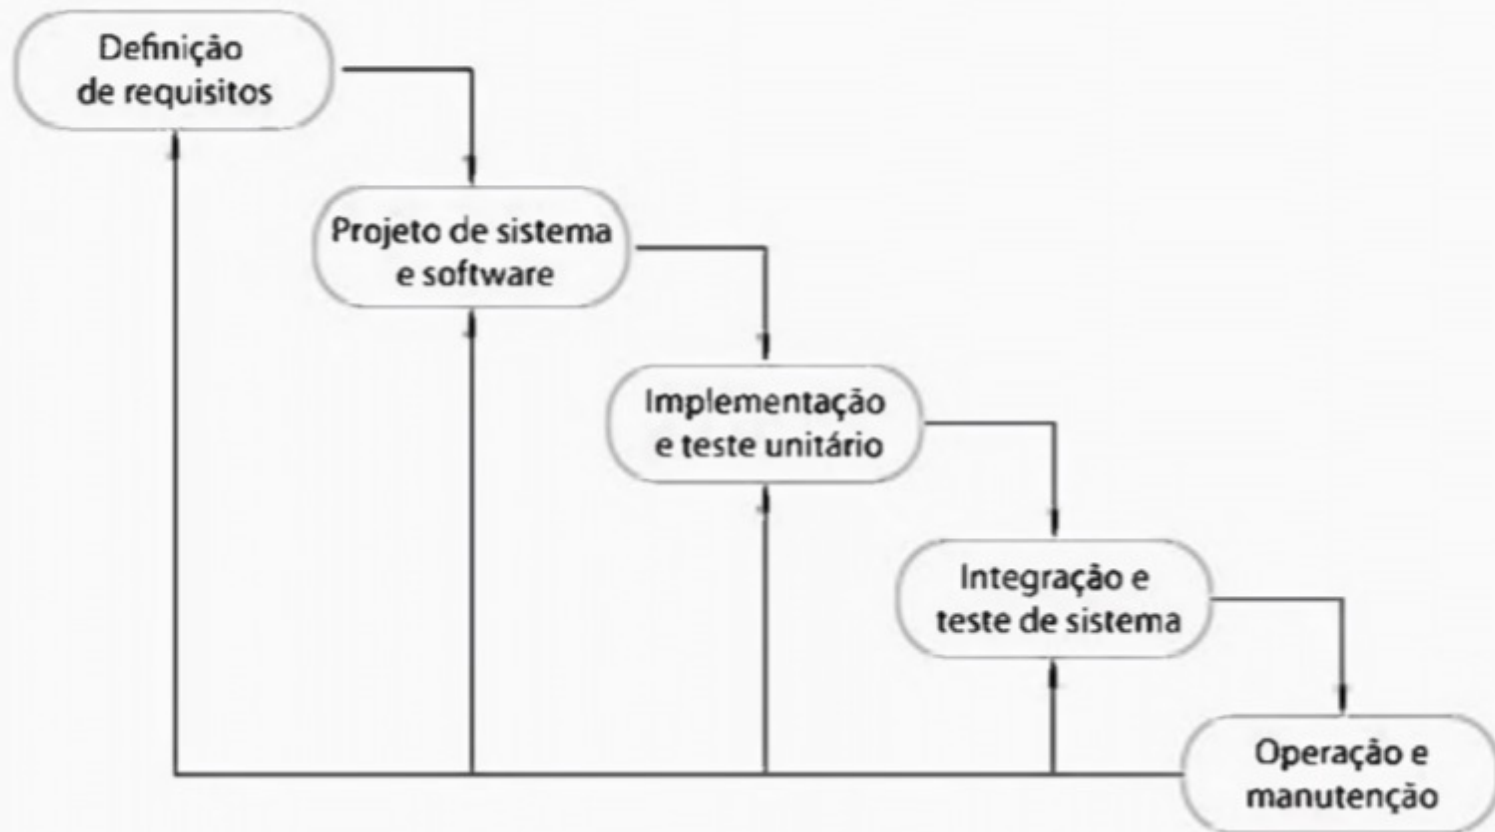 Definição
de requisitos
Projeto de sistema
e software
Implementação
e teste unitário
Integração e
teste de sistema
Operação e
manutenção